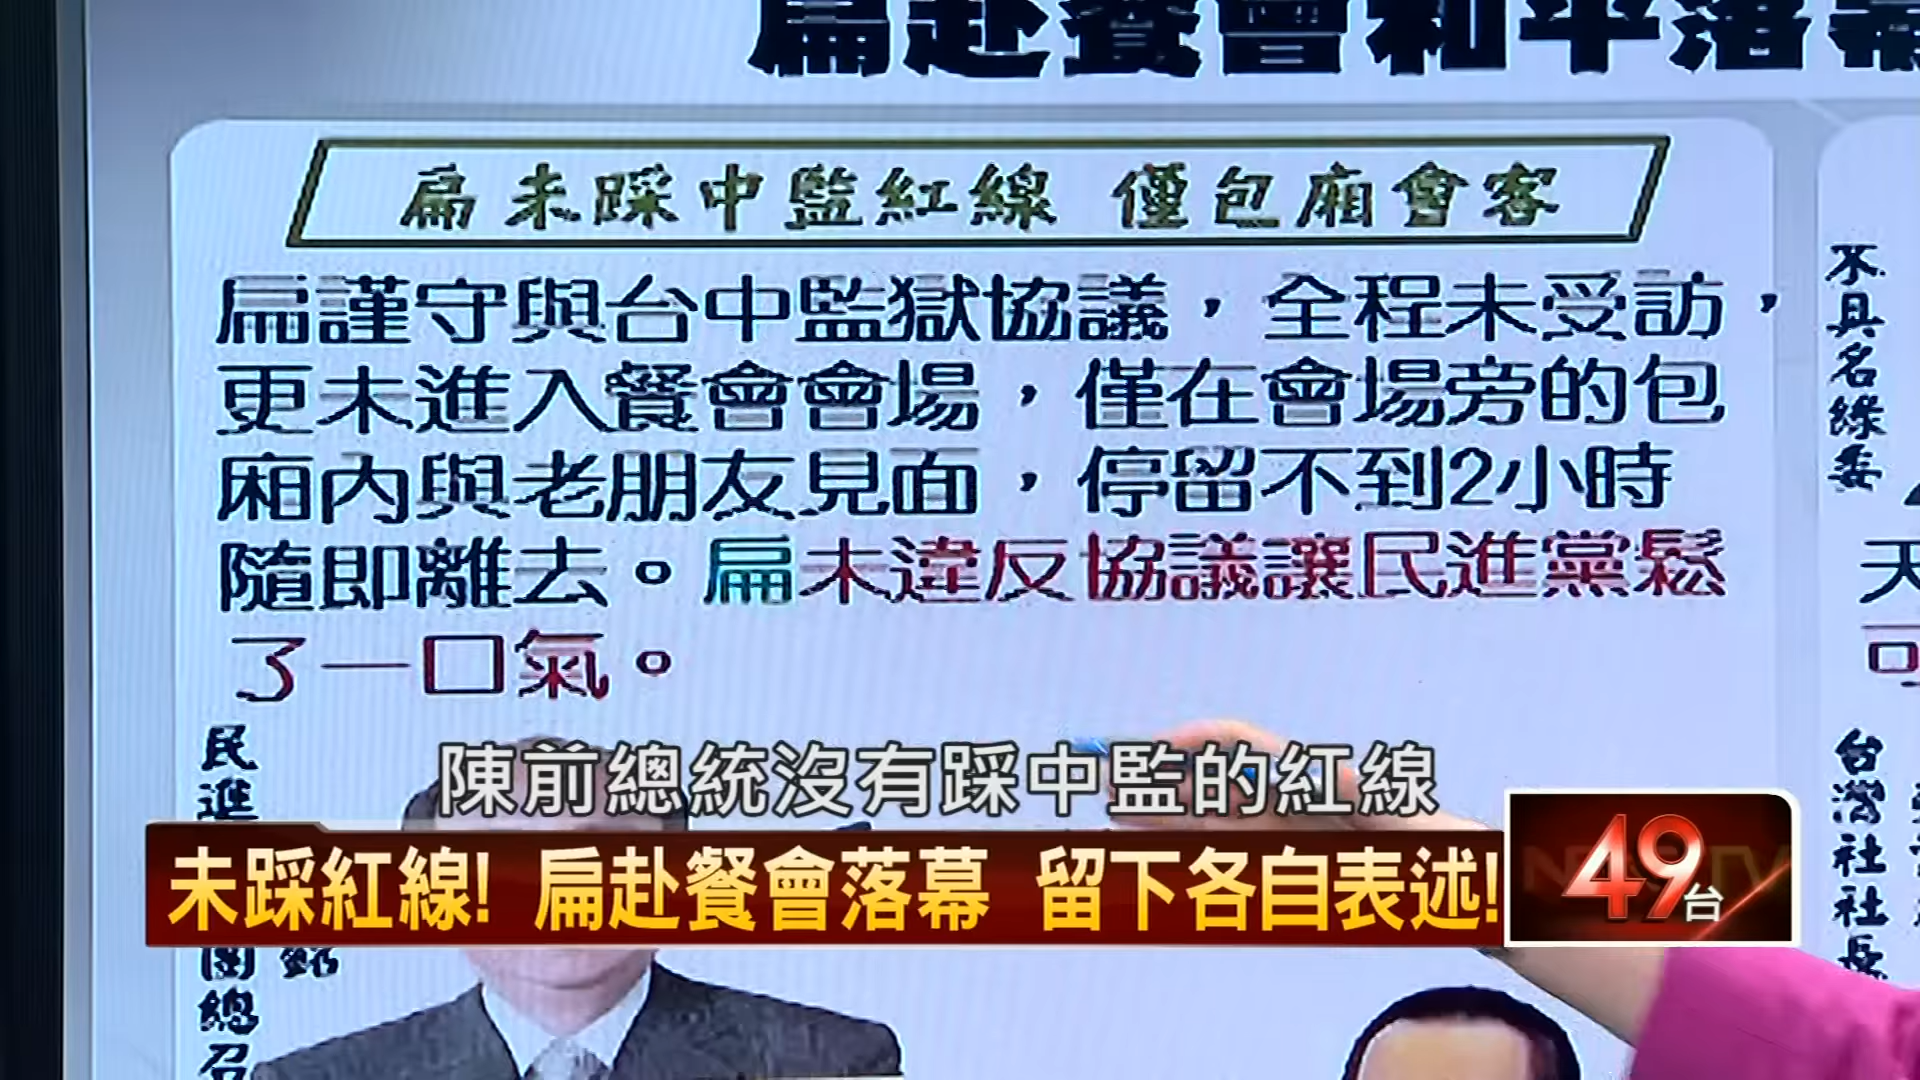 扁赴餐會和平落幕
扁未踩中監紅線 僅包廂會客
扁謹守與台中監獄協議，全程未受訪，
更未進入餐會會場，僅在會場旁的包
廂內與老朋友見面，停留不到2小時
隨即離去。扁未違反協議讓民進黨鬆
了一口氣。
不具名綠委
天
可
民進
團總召
銘
台灣社社長
陳前總統沒有踩中監的紅線
未踩紅線! 扁赴餐會落幕 留下各自表述!
49台